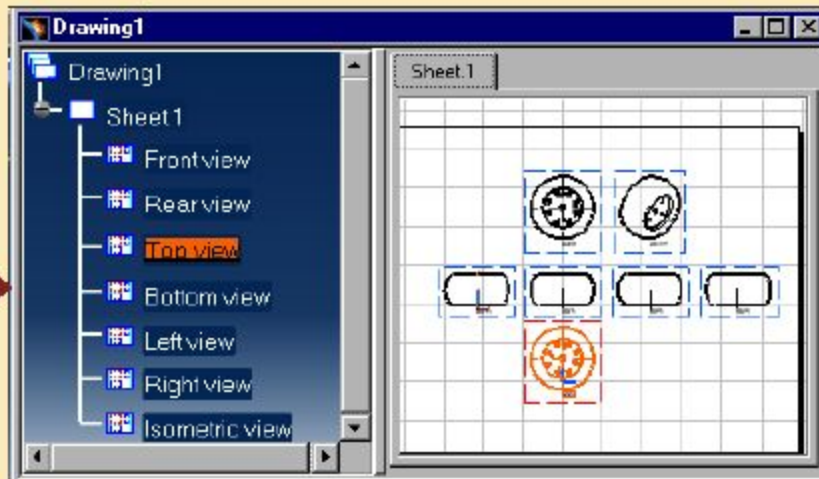 Drawing1
Drawing1
Sheet.1
Sheet1
Front view
Rear view
Top view
Bottom view
Left view
Right view
Isometric view